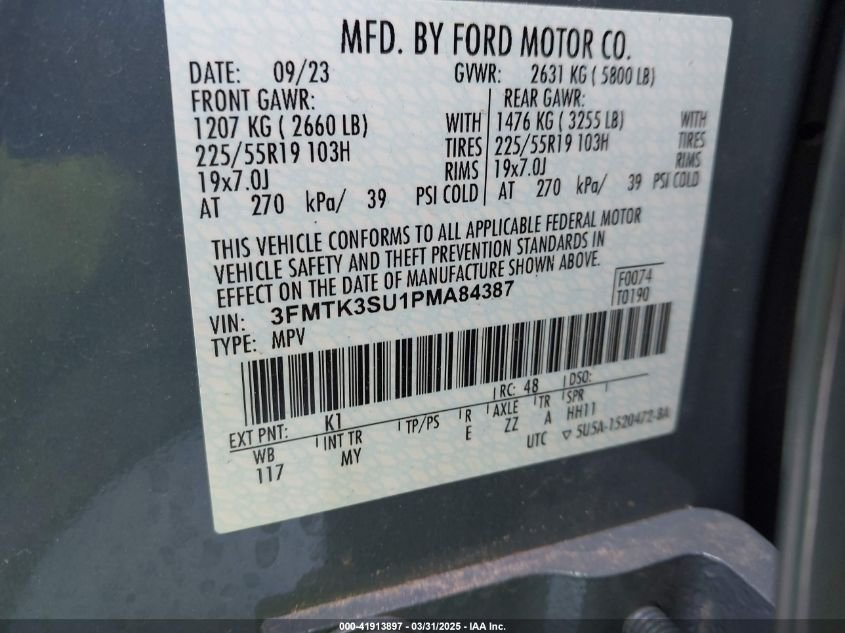 MFD. BY FORD MOTOR CO.
DATE: 09/23 GVWR: 2631 KG ( 5800 LB)
FRONT GAWR: REAR GAWR:
1207 KG ( 2660 LB) WITH 1476 KG ( 3255 LB) WITH
225/55R19 103H TIRES 225/55R19 103H TIRES
19x7.0J RIMS 19x7.0J RIMS
AT 270 kPa/ 39 PSI COLD AT 270 kPa/ 39 PSI COLD
THIS VEHICLE CONFORMS TO ALL APPLICABLE FEDERAL MOTOR
VEHICLE SAFETY AND THEFT PREVENTION STANDARDS IN
EFFECT ON THE DATE OF MANUFACTURE SHOWN ABOVE.
VIN: 3FMTK3SU1PMA84387 F0074
TYPE: MPV T0190
EXT PNT: K1 RC: 48 DSO:
WB INT TR TP/PS R AXLE TR SPR
117 MY E ZZ A HH11
UTC ▽ 5U5A-1520472-BA
000-41913897 - 03/31/2025 - IAA Inc.